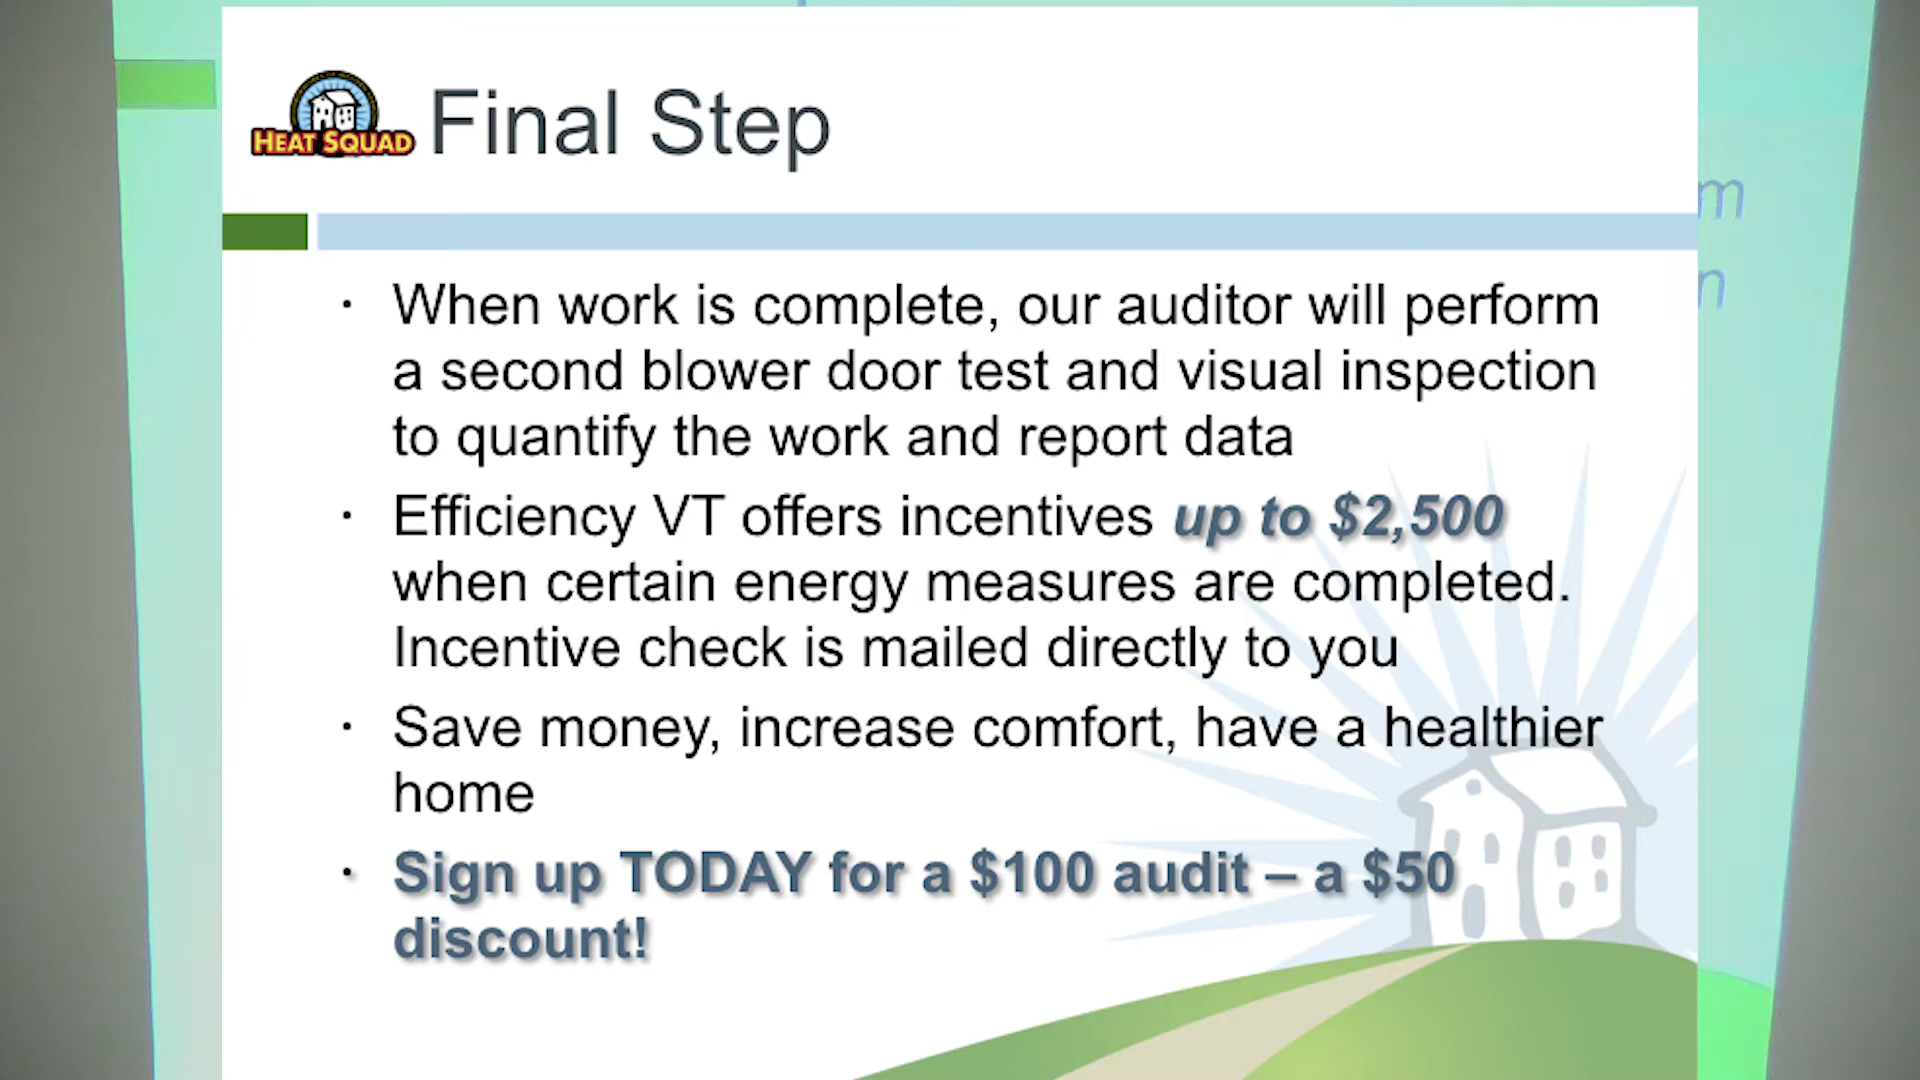 HEAT SQUAD
Final Step
· When work is complete, our auditor will perform
a second blower door test and visual inspection
to quantify the work and report data
· Efficiency VT offers incentives up to $2,500
when certain energy measures are completed.
Incentive check is mailed directly to you
· Save money, increase comfort, have a healthier
home
· Sign up TODAY for a $100 audit – a $50
discount!